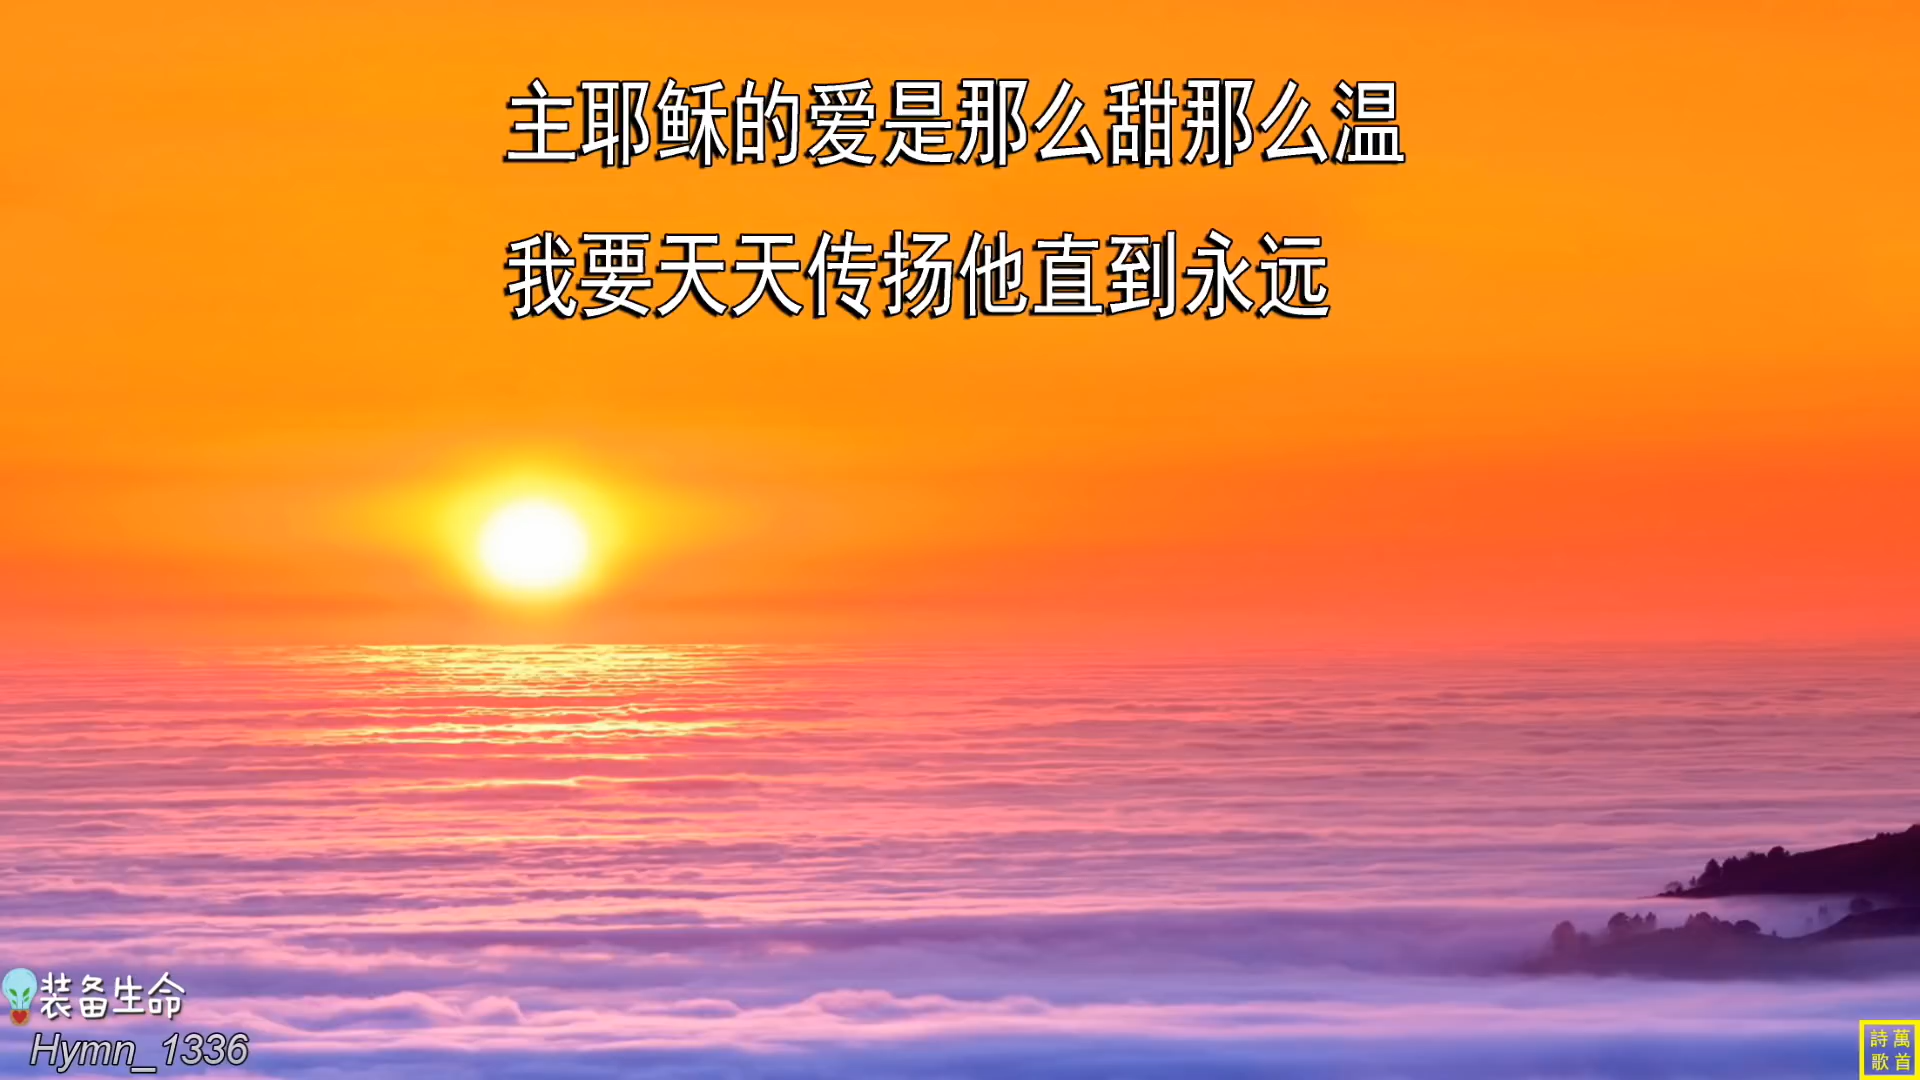 主耶稣的爱是那么甜那么温
我要天天传扬他直到永远
装备生命
Hymn_1336
詩萬
歌首